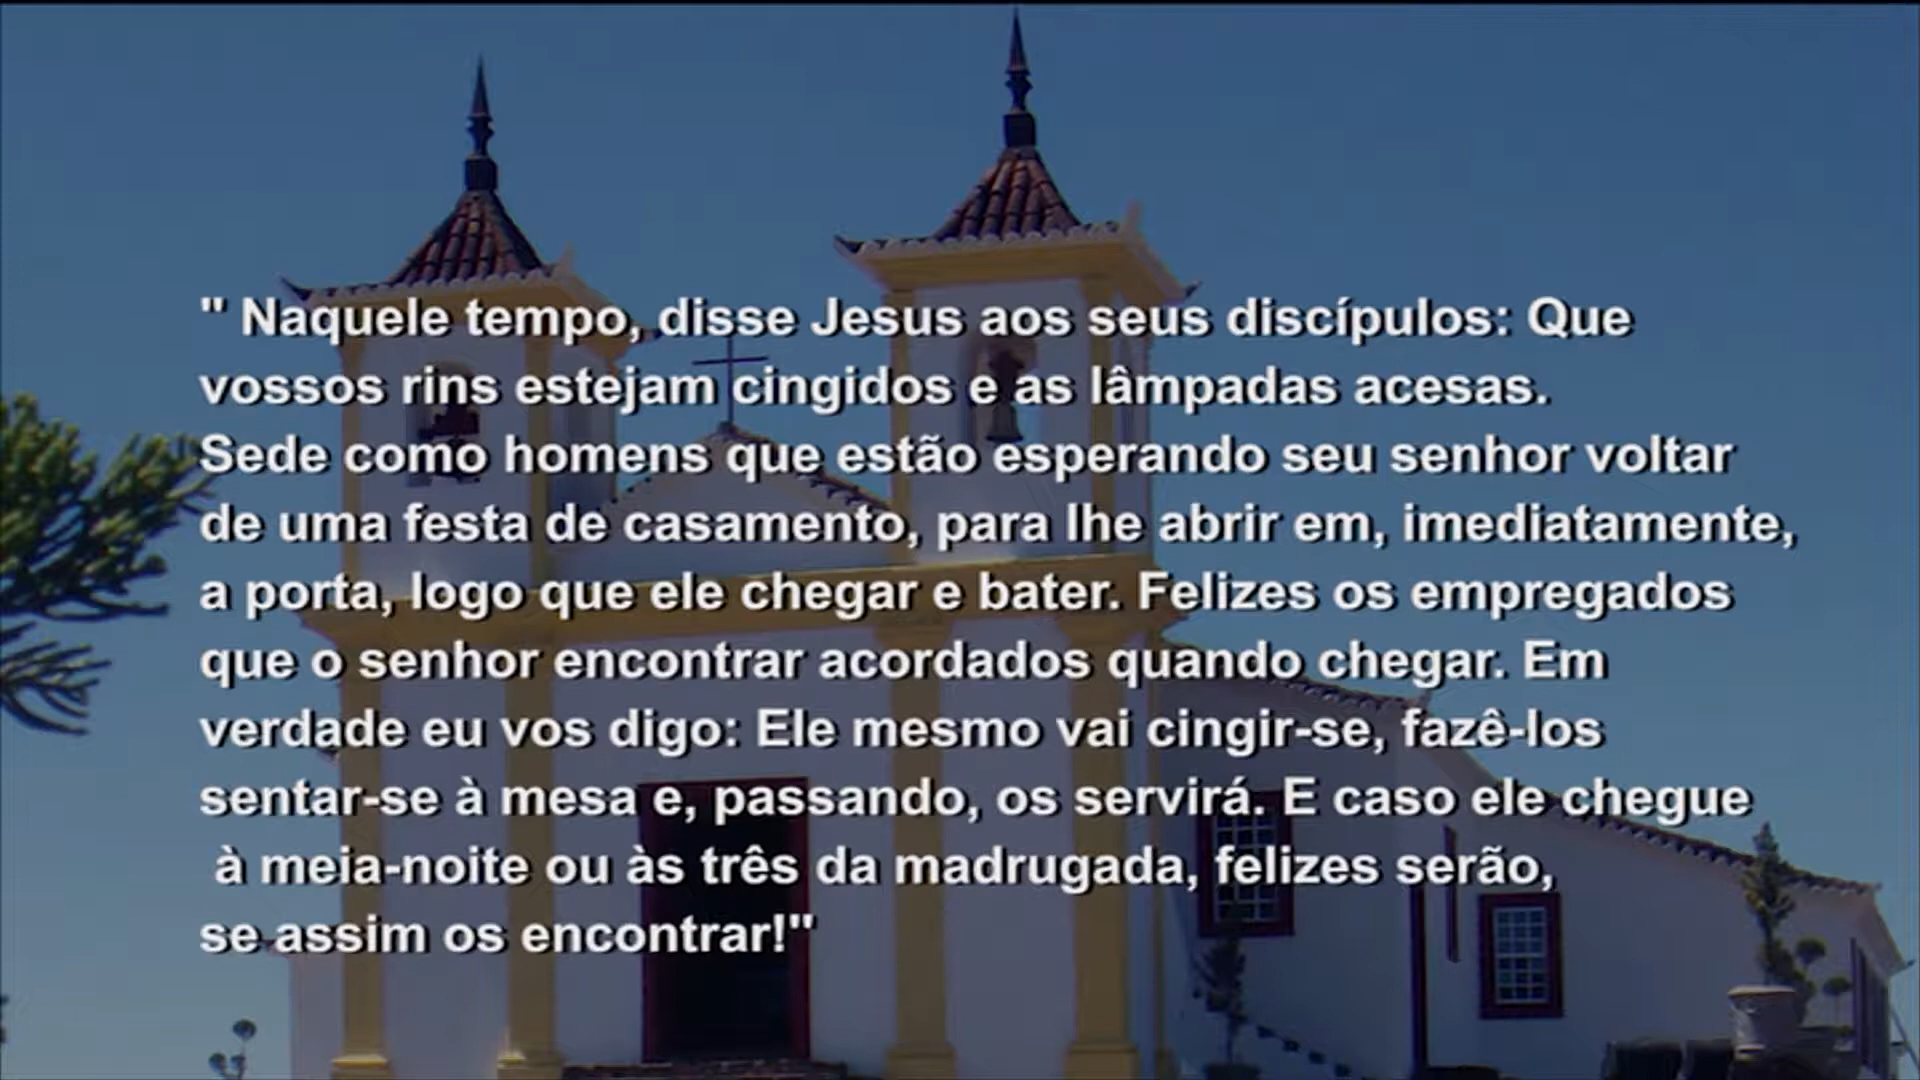 " Naquele tempo, disse Jesus aos seus discípulos: Que
vossos rins estejam cingidos e as lâmpadas acesas.
Sede como homens que estão esperando seu senhor voltar
de uma festa de casamento, para lhe abrir em, imediatamente,
a porta, logo que ele chegar e bater. Felizes os empregados
que o senhor encontrar acordados quando chegar. Em
verdade eu vos digo: Ele mesmo vai cingir-se, fazê-los
sentar-se à mesa e, passando, os servirá. E caso ele chegue
à meia-noite ou às três da madrugada, felizes serão,
se assim os encontrar!"